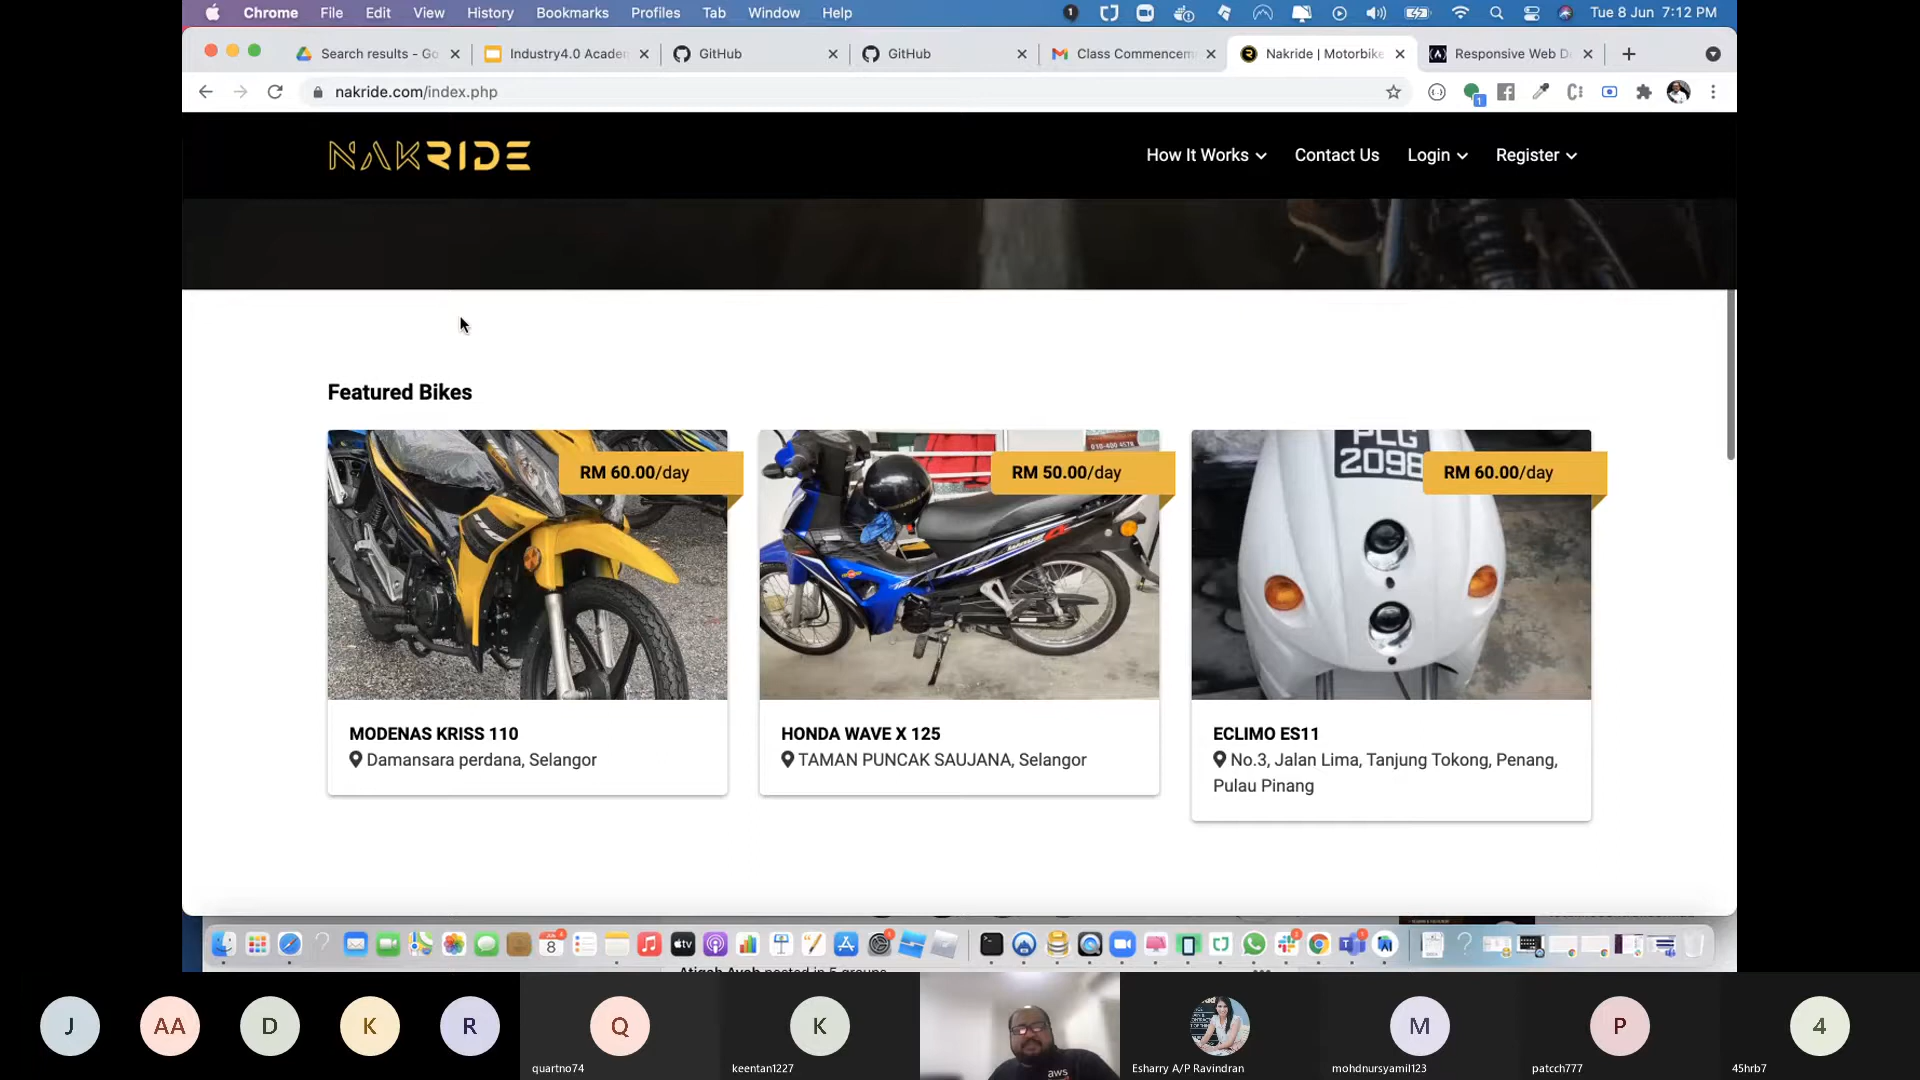 Chrome File Edit View History Bookmarks Profiles Tab Window Help
1
Tue 8 Jun 7:12 PM
Search results - Go
Industry4.0 Academ
GitHub
GitHub
Class Commencem
Nakride | Motorbike
Responsive Web D
nakride.com/index.php
1
NAKRIDE
How It Works
Contact Us
Login
Register
Featured Bikes
RM 60.00/day
RM 50.00/day
PLG
2098
RM 60.00/day
MODENAS KRISS 110
Damansara perdana, Selangor
HONDA WAVE X 125
TAMAN PUNCAK SAUJANA, Selangor
ECLIMO ES11
No.3, Jalan Lima, Tanjung Tokong, Penang,
Pulau Pinang
J
AA
D
K
R
Q
quartno74
K
keentan1227
aws
Esharry A/P Ravindran
M
mohdnursyamil123
P
patcch777
4
45hrb7